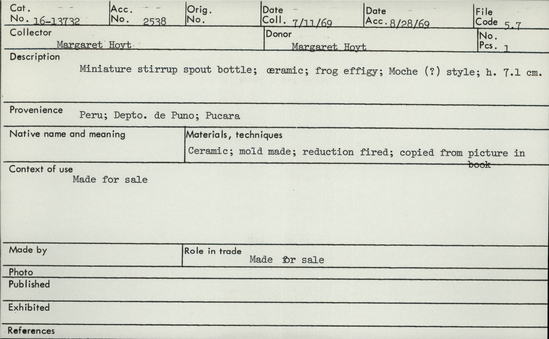 Cat. No. 16-13732 Acc. No. 2538 Orig. No. Date Coll. 7/11/69 Date Acc. 8/28/69 File Code 5.7
Collector Margaret Hoyt Donor Margaret Hoyt No. Pcs. 1
Description
Miniature stirrup spout bottle; ceramic; frog effigy; Moche (?) style; h. 7.1 cm.
Provenience Peru; Depto. de Puno; Pucara
Native name and meaning Materials, techniques
Ceramic; mold made; reduction fired; copied from picture in
book
Context of use
Made for sale
Made by Role in trade
Made for sale
Photo
Published
Exhibited
References